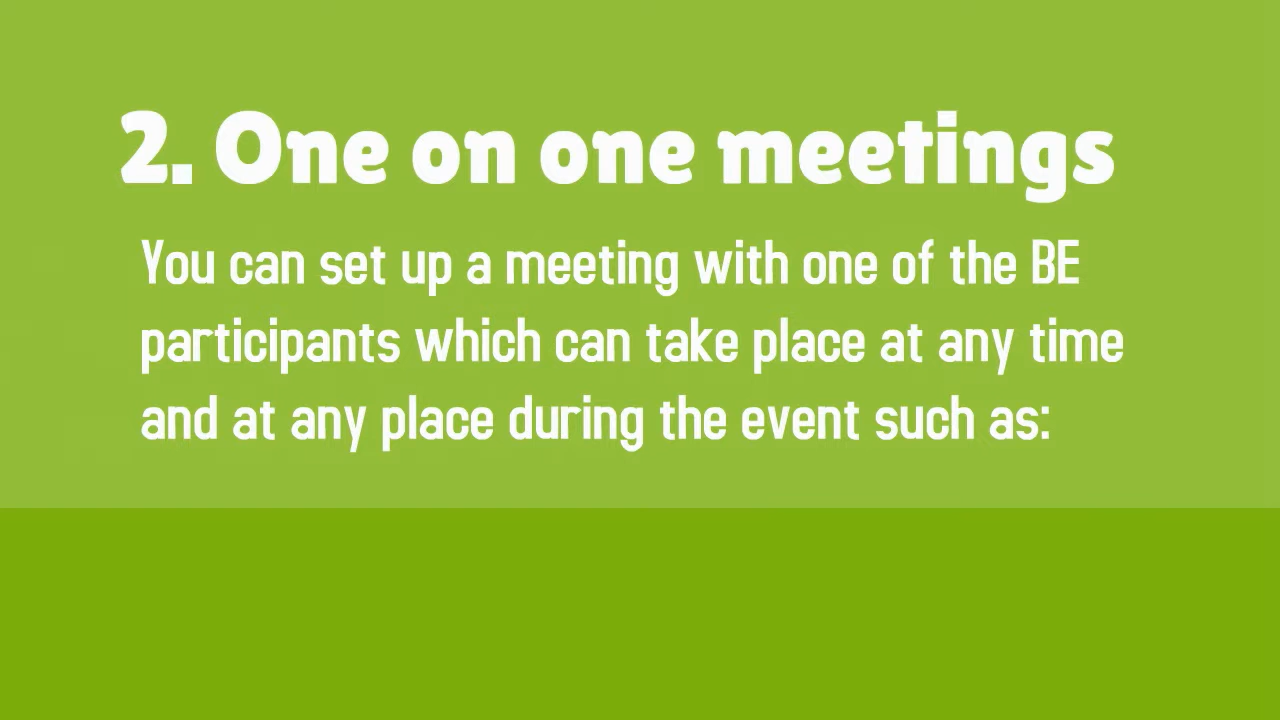 2. One on one meetings
You can set up a meeting with one of the BE
participants which can take place at any time
and at any place during the event such as: